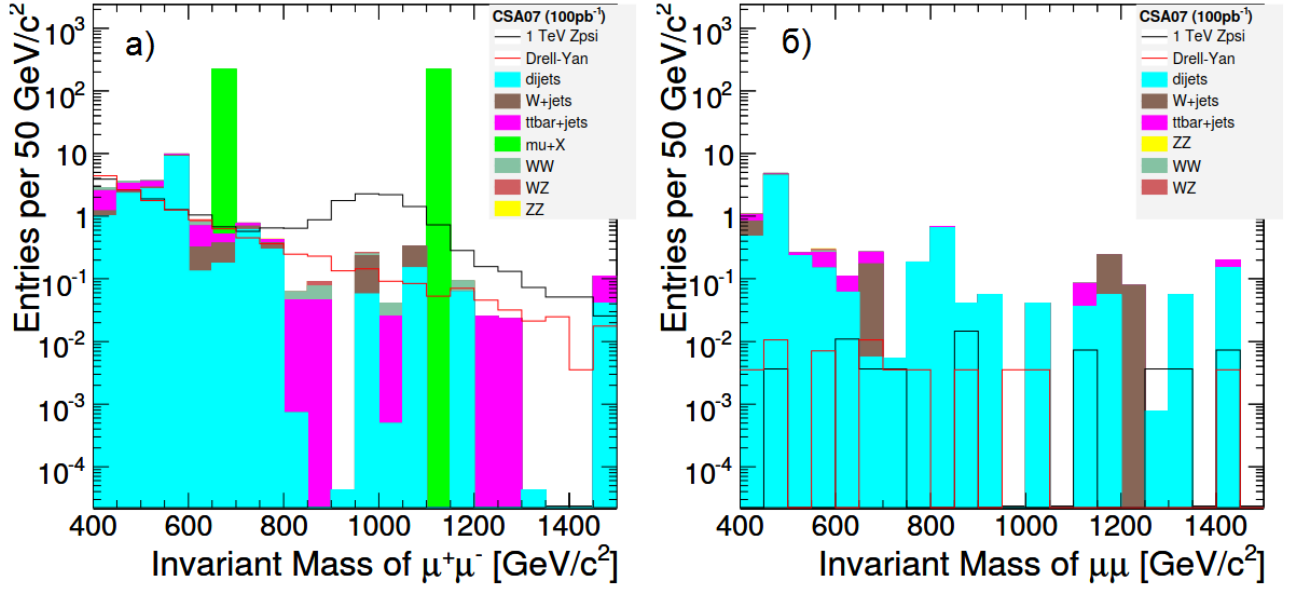 a)
Entries per 50 GeV/c²
10³
10²
10
1
10⁻¹
10⁻²
10⁻³
10⁻⁴
400 600 800 1000 1200 1400
Invariant Mass of μ⁺μ⁻ [GeV/c²]
CSA07 (100pb⁻¹)
1 TeV Zpsi
Drell-Yan
dijets
W+jets
ttbar+jets
mu+X
WW
WZ
ZZ
б)
Entries per 50 GeV/c²
10³
10²
10
1
10⁻¹
10⁻²
10⁻³
10⁻⁴
400 600 800 1000 1200 1400
Invariant Mass of μμ [GeV/c²]
CSA07 (100pb⁻¹)
1 TeV Zpsi
Drell-Yan
dijets
W+jets
ttbar+jets
ZZ
WW
WZ